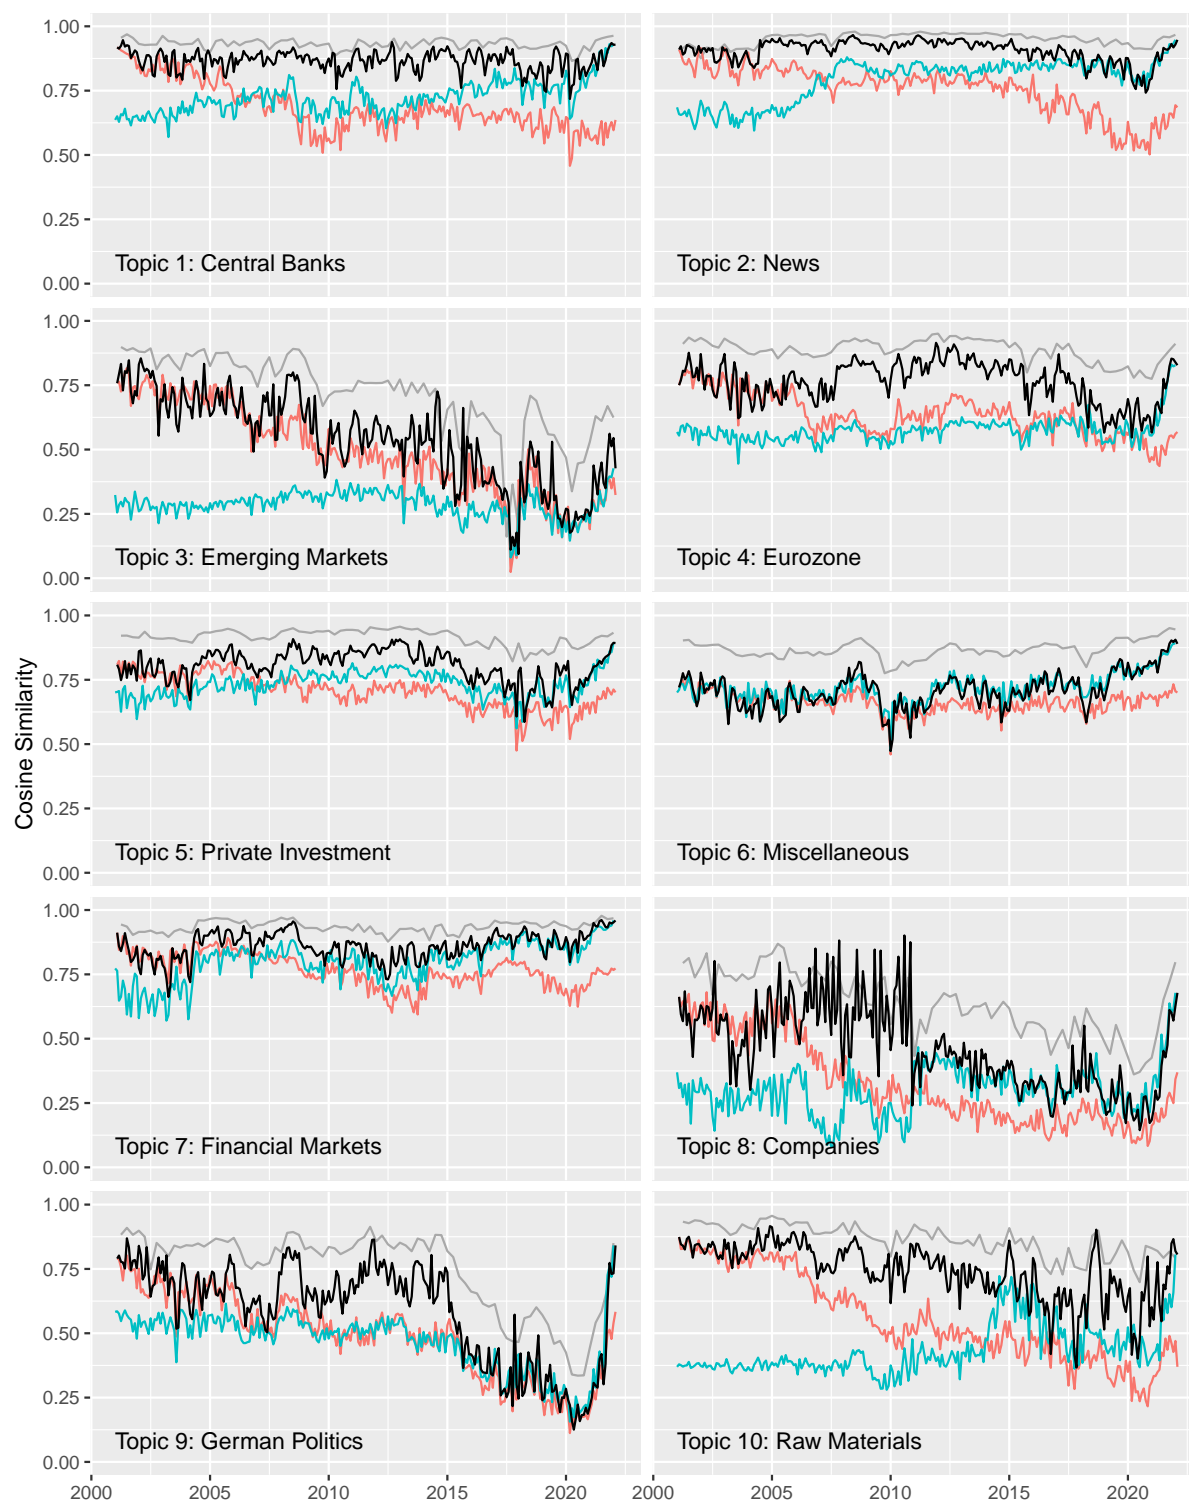 Cosine Similarity
1.00
0.75
0.50
0.25
0.00
Topic 1: Central Banks
Topic 2: News
1.00
0.75
0.50
0.25
0.00
Topic 3: Emerging Markets
Topic 4: Eurozone
1.00
0.75
0.50
0.25
0.00
Topic 5: Private Investment
Topic 6: Miscellaneous
1.00
0.75
0.50
0.25
0.00
Topic 7: Financial Markets
Topic 8: Companies
1.00
0.75
0.50
0.25
0.00
Topic 9: German Politics
Topic 10: Raw Materials
2000 2005 2010 2015 2020 2000 2005 2010 2015 2020